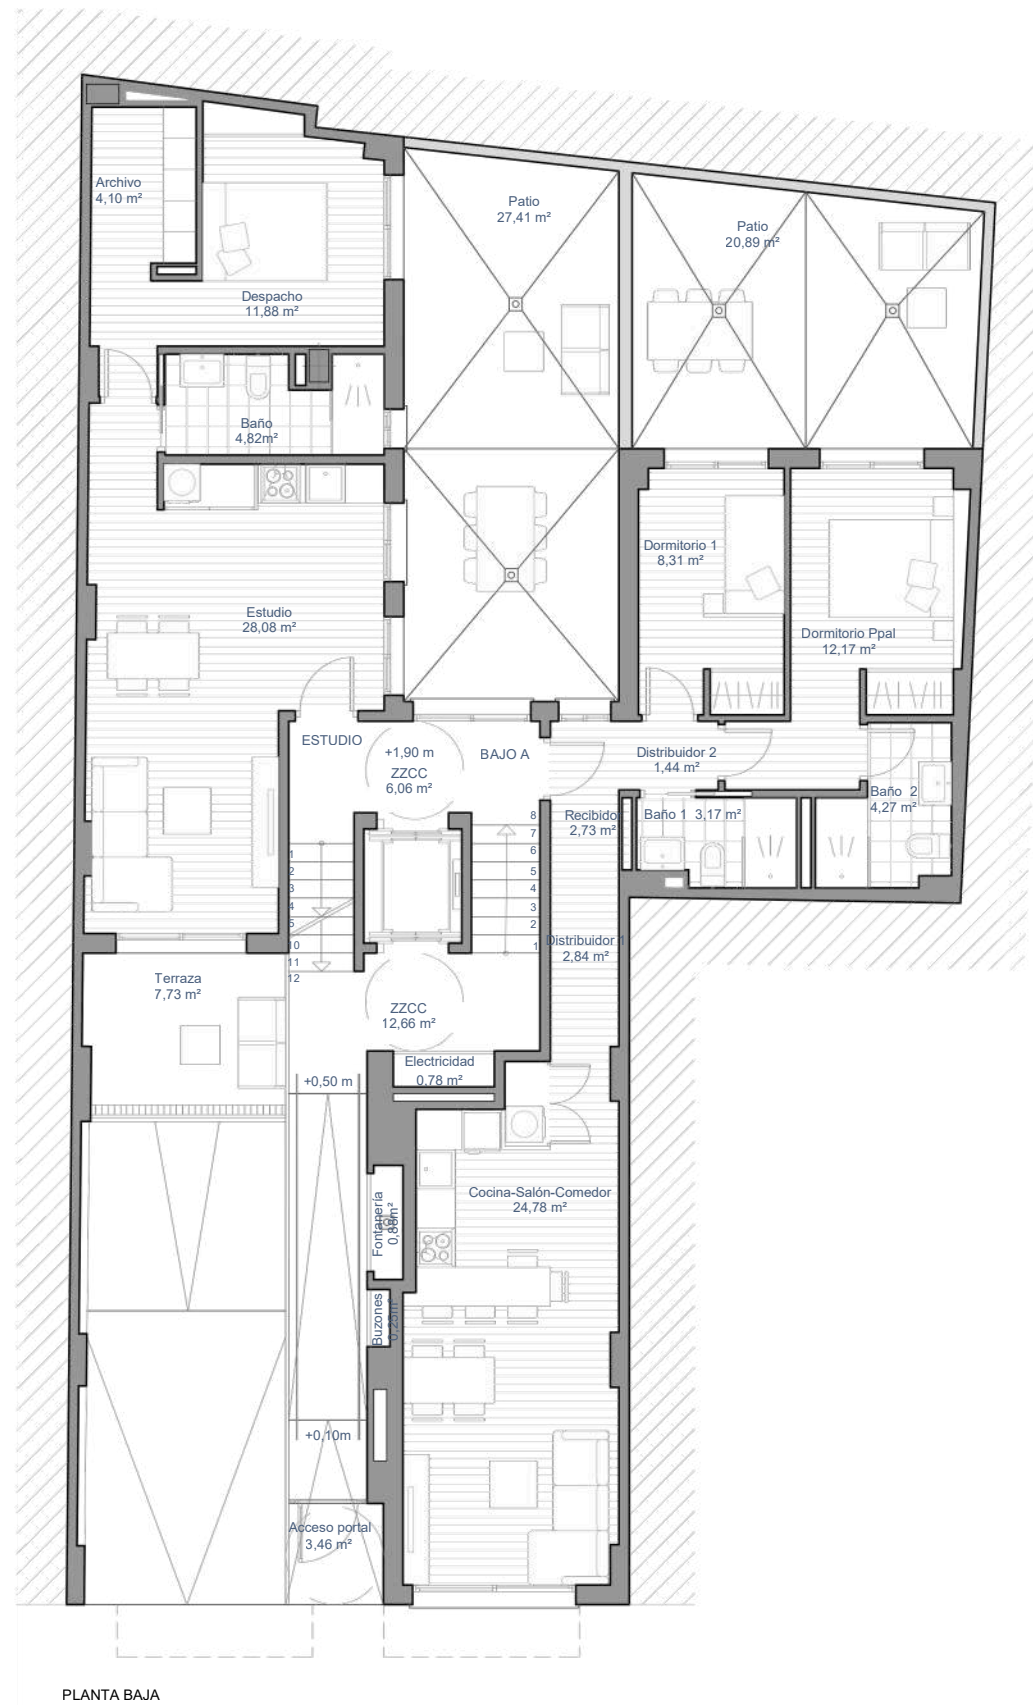 Archivo
4,10 m²
Patio
27,41 m²
Patio
20,89 m²
Despacho
11,88 m²
Baño
4,82m²
Dormitorio 1
8,31 m²
Estudio
28,08 m²
Dormitorio Ppal
12,17 m²
ESTUDIO
+1,90 m
ZZCC
6,06 m²
BAJO A
Distribuidor 2
1,44 m²
Baño 2
4,27 m²
Recibido
2,73 m²
Baño 1 3,17 m²
8
7
6
5
4
3
2
1
1
2
3
4
5
10
11
12
Distribuidor 1
2,84 m²
Terraza
7,73 m²
ZZCC
12,66 m²
Electricidad
0,78 m²
+0,50 m
Cocina-Salón-Comedor
24,78 m²
Fontanería
0,88m²
Buzones
0,25m²
+0,10m
Acceso portal
3,46 m²
PLANTA BAJA